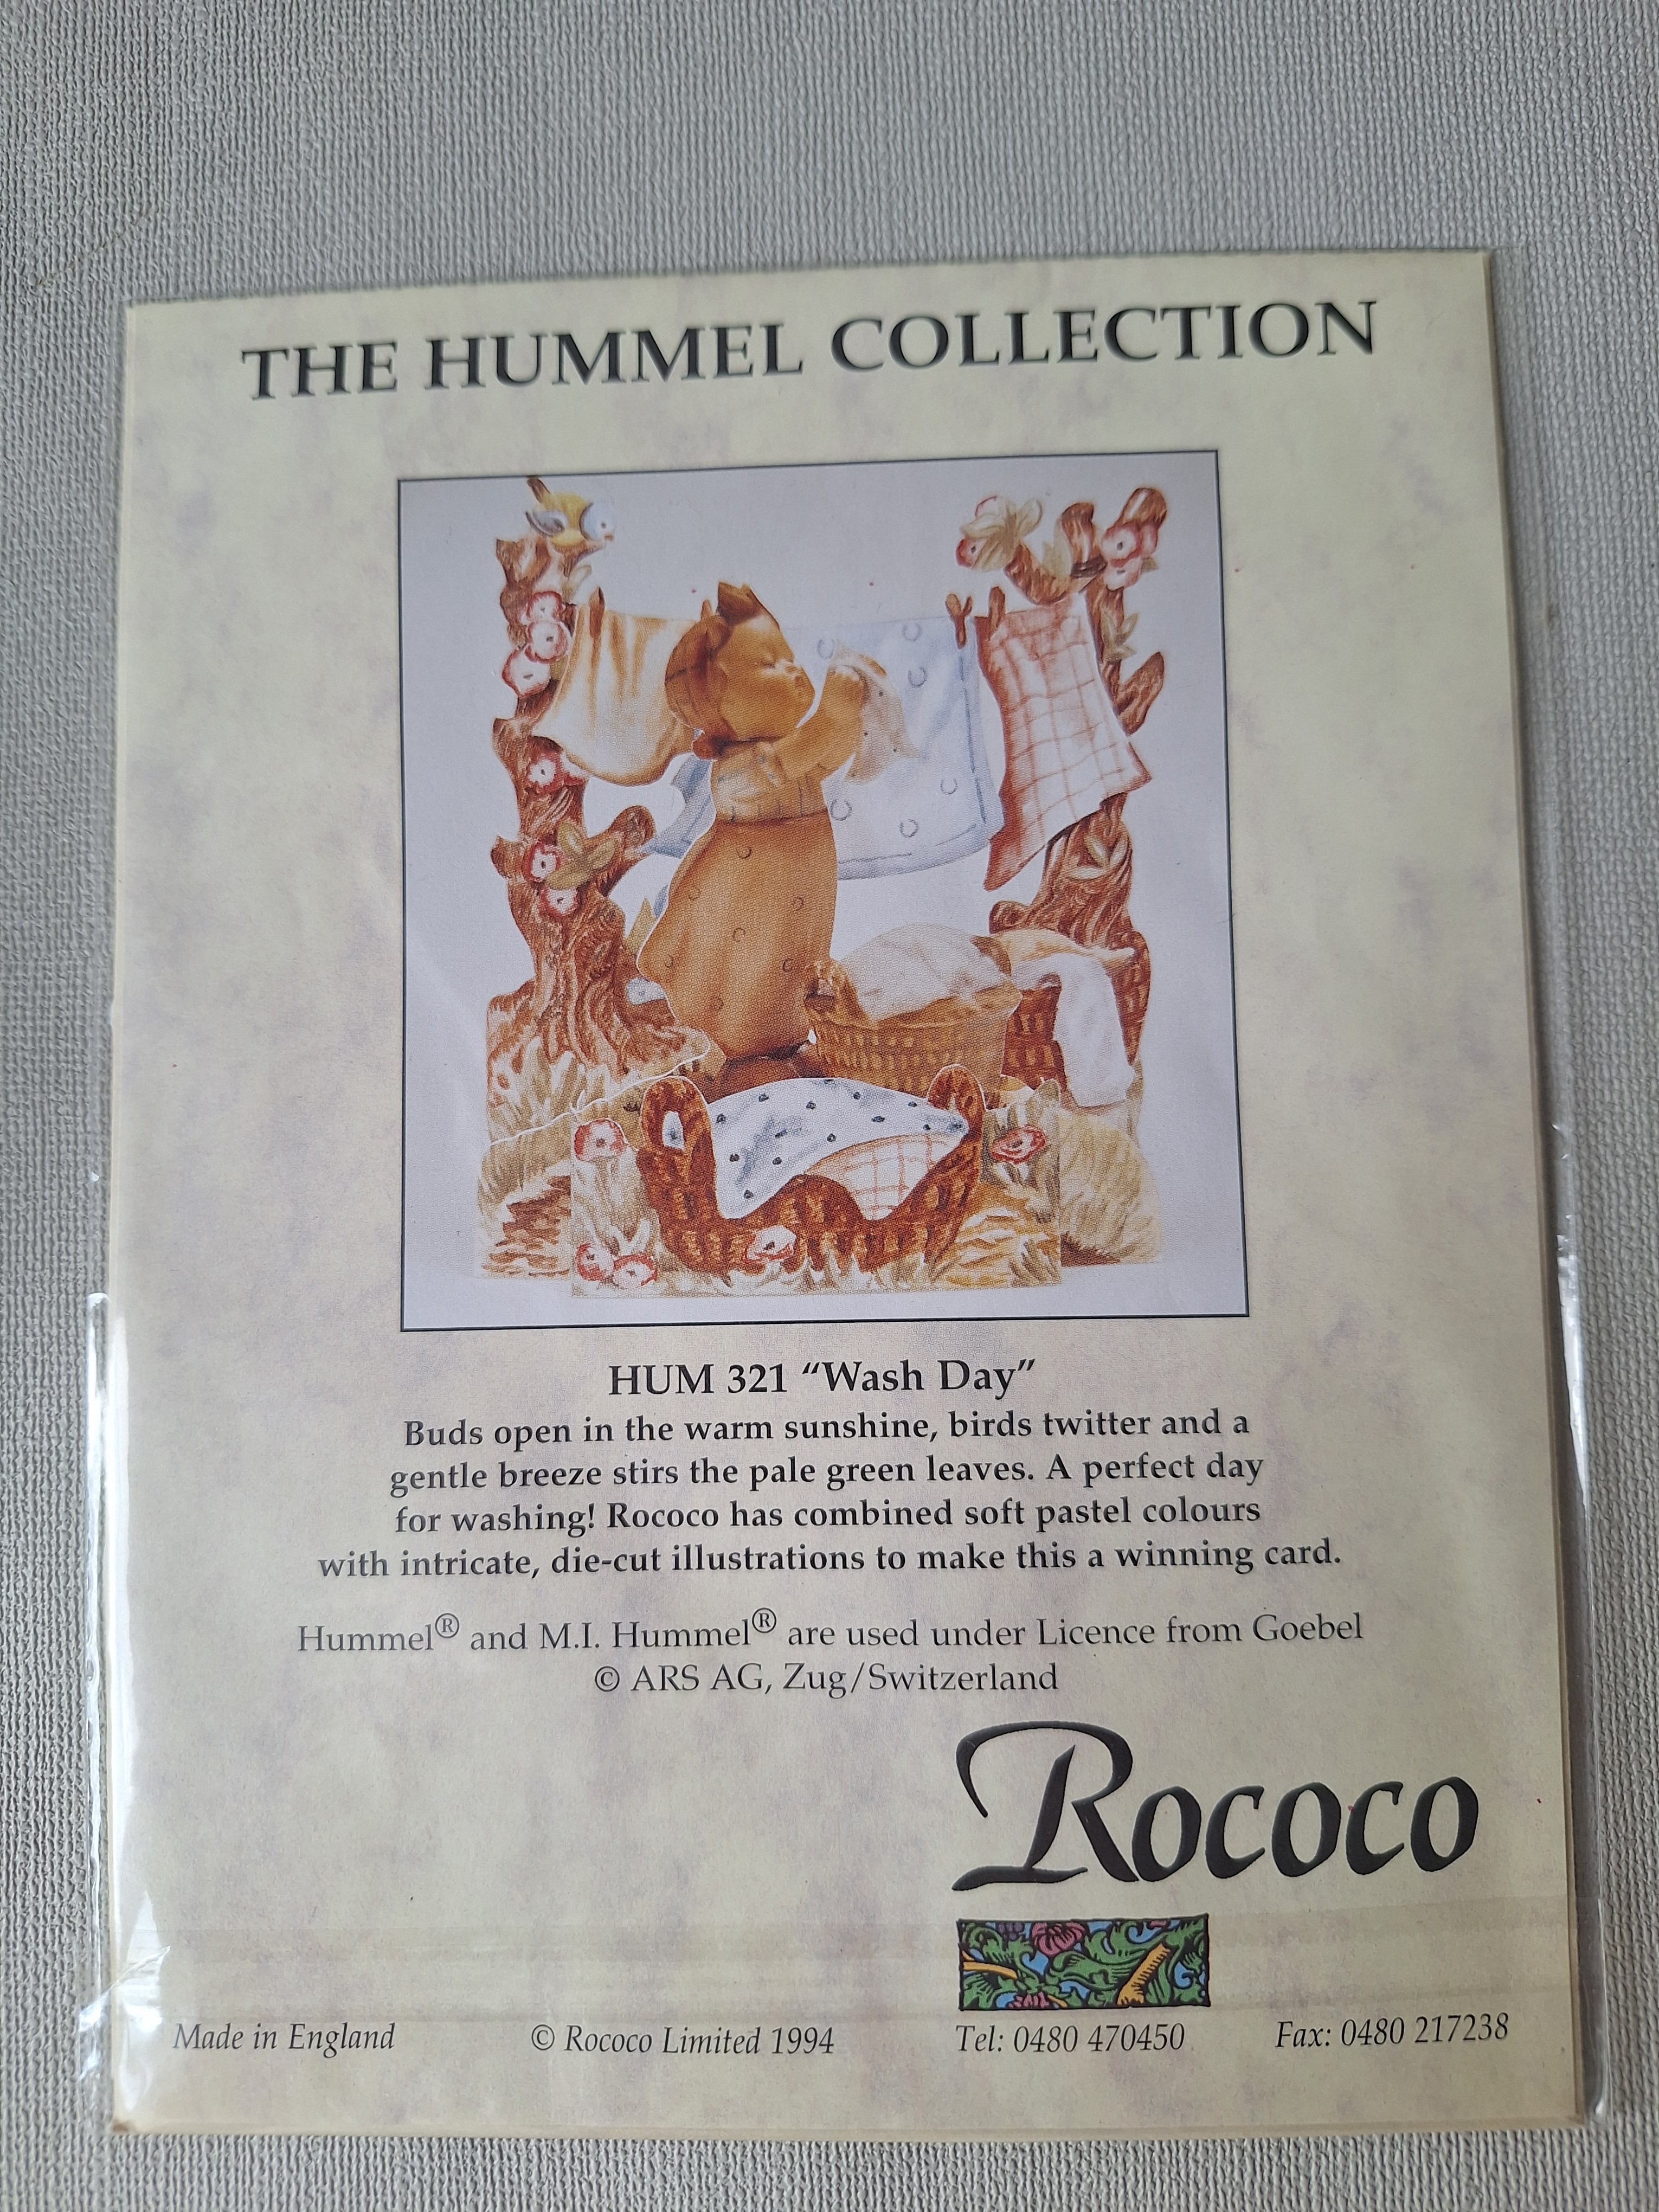 THE HUMMEL COLLECTION
HUM 321 “Wash Day”
Buds open in the warm sunshine, birds twitter and a
gentle breeze stirs the pale green leaves. A perfect day
for washing! Rococo has combined soft pastel colours
with intricate, die-cut illustrations to make this a winning card.
Hummel® and M.I. Hummel® are used under Licence from Goebel
© ARS AG, Zug/Switzerland
Rococo
Made in England © Rococo Limited 1994 Tel: 0480 470450 Fax: 0480 217238